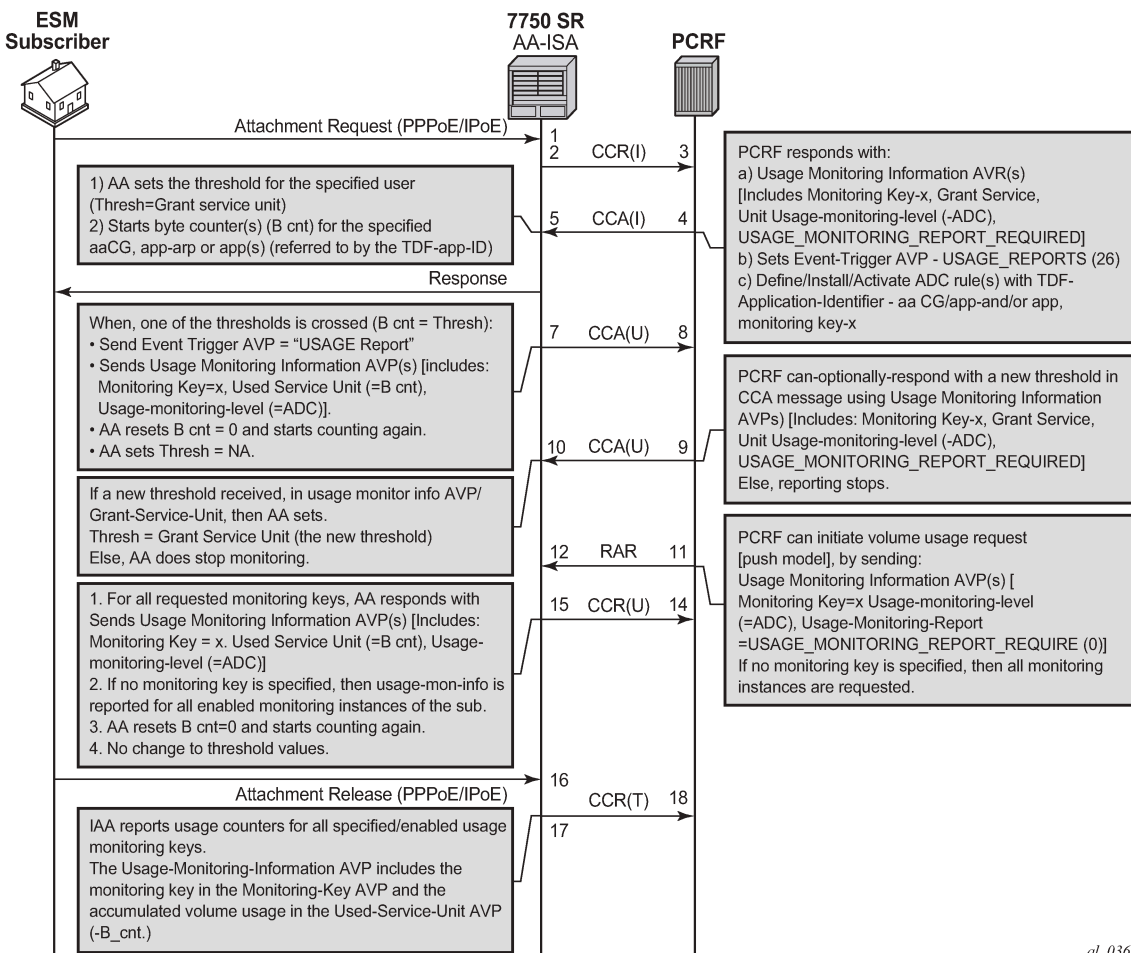 ESM
Subscriber
7750 SR
AA-ISA
PCRF
Attachment Request (PPPoE/IPoE)
1
2
CCR(I)
3
PCRF responds with:
a) Usage Monitoring Information AVR(s)
[Includes Monitoring Key-x, Grant Service,
Unit Usage-monitoring-level (-ADC),
USAGE_MONITORING_REPORT_REQUIRED]
b) Sets Event-Trigger AVP - USAGE_REPORTS (26)
c) Define/Install/Activate ADC rule(s) with TDF-
Application-Identifier - aa CG/app-and/or app,
monitoring key-x
1) AA sets the threshold for the specified user
(Thresh=Grant service unit)
2) Starts byte counter(s) (B cnt) for the specified
aaCG, app-arp or app(s) (referred to by the TDF-app-ID)
5
CCA(I)
4
Response
When, one of the thresholds is crossed (B cnt = Thresh):
• Send Event Trigger AVP = “USAGE Report”
• Sends Usage Monitoring Information AVP(s) [includes:
Monitoring Key=x, Used Service Unit (=B cnt),
Usage-monitoring-level (=ADC)].
• AA resets B cnt = 0 and starts counting again.
• AA sets Thresh = NA.
7
CCA(U)
8
PCRF can-optionally-respond with a new threshold in
CCA message using Usage Monitoring Information
AVPs) [Includes: Monitoring Key-x, Grant Service,
Unit Usage-monitoring-level (-ADC),
USAGE_MONITORING_REPORT_REQUIRED]
Else, reporting stops.
10
CCA(U)
9
If a new threshold received, in usage monitor info AVP/
Grant-Service-Unit, then AA sets.
Thresh = Grant Service Unit (the new threshold)
Else, AA does stop monitoring.
12
RAR
11
PCRF can initiate volume usage request
[push model], by sending:
Usage Monitoring Information AVP(s) [
Monitoring Key=x Usage-monitoring-level
(=ADC), Usage-Monitoring-Report
=USAGE_MONITORING_REPORT_REQUIRE (0)]
If no monitoring key is specified, then all monitoring
instances are requested.
1. For all requested monitoring keys, AA responds with
Sends Usage Monitoring Information AVP(s) [Includes:
Monitoring Key = x. Used Service Unit (=B cnt), Usage-
monitoring-level (=ADC)]
2. If no monitoring key is specified, then usage-mon-info is
reported for all enabled monitoring instances of the sub.
3. AA resets B cnt=0 and starts counting again.
4. No change to threshold values.
15
CCR(U)
14
16
Attachment Release (PPPoE/IPoE)
CCR(T)
18
17
IAA reports usage counters for all specified/enabled usage
monitoring keys.
The Usage-Monitoring-Information AVP includes the
monitoring key in the Monitoring-Key AVP and the
accumulated volume usage in the Used-Service-Unit AVP
(-B_cnt.)
al_036